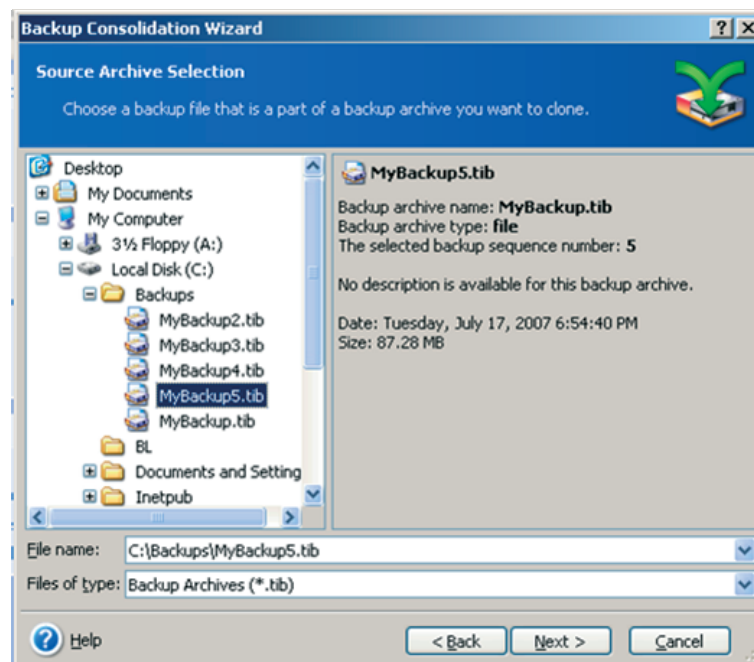 Backup Consolidation Wizard
Source Archive Selection
Choose a backup file that is a part of a backup archive you want to clone.
Desktop
My Documents
My Computer
3½ Floppy (A:)
Local Disk (C:)
Backups
MyBackup2.tib
MyBackup3.tib
MyBackup4.tib
MyBackup5.tib
MyBackup.tib
BL
Documents and Setting
Inetpub
MyBackup5.tib
Backup archive name: MyBackup.tib
Backup archive type: file
The selected backup sequence number: 5
No description is available for this backup archive.
Date: Tuesday, July 17, 2007 6:54:40 PM
Size: 87.28 MB
File name: C:\Backups\MyBackup5.tib
Files of type: Backup Archives (*.tib)
Help
< Back
Next >
Cancel